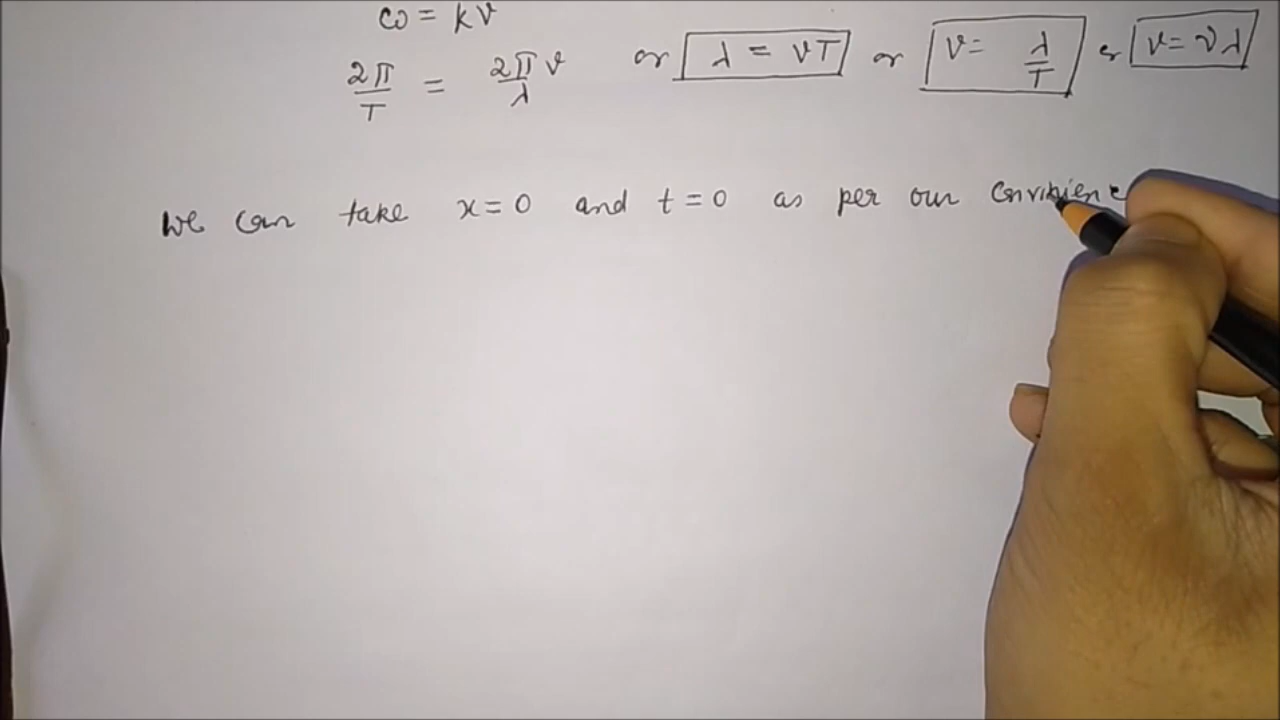 ω = kv
2π/T = 2π/λ v or λ = vT or v = λ/T or v = νλ
We can take x=0 and t=0 as per our